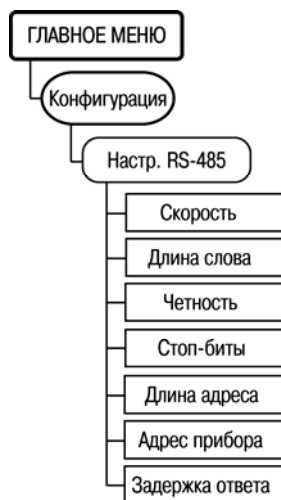 ГЛАВНОЕ МЕНЮ
Конфигурация
Настр. RS-485
Скорость
Длина слова
Четность
Стоп-биты
Длина адреса
Адрес прибора
Задержка ответа